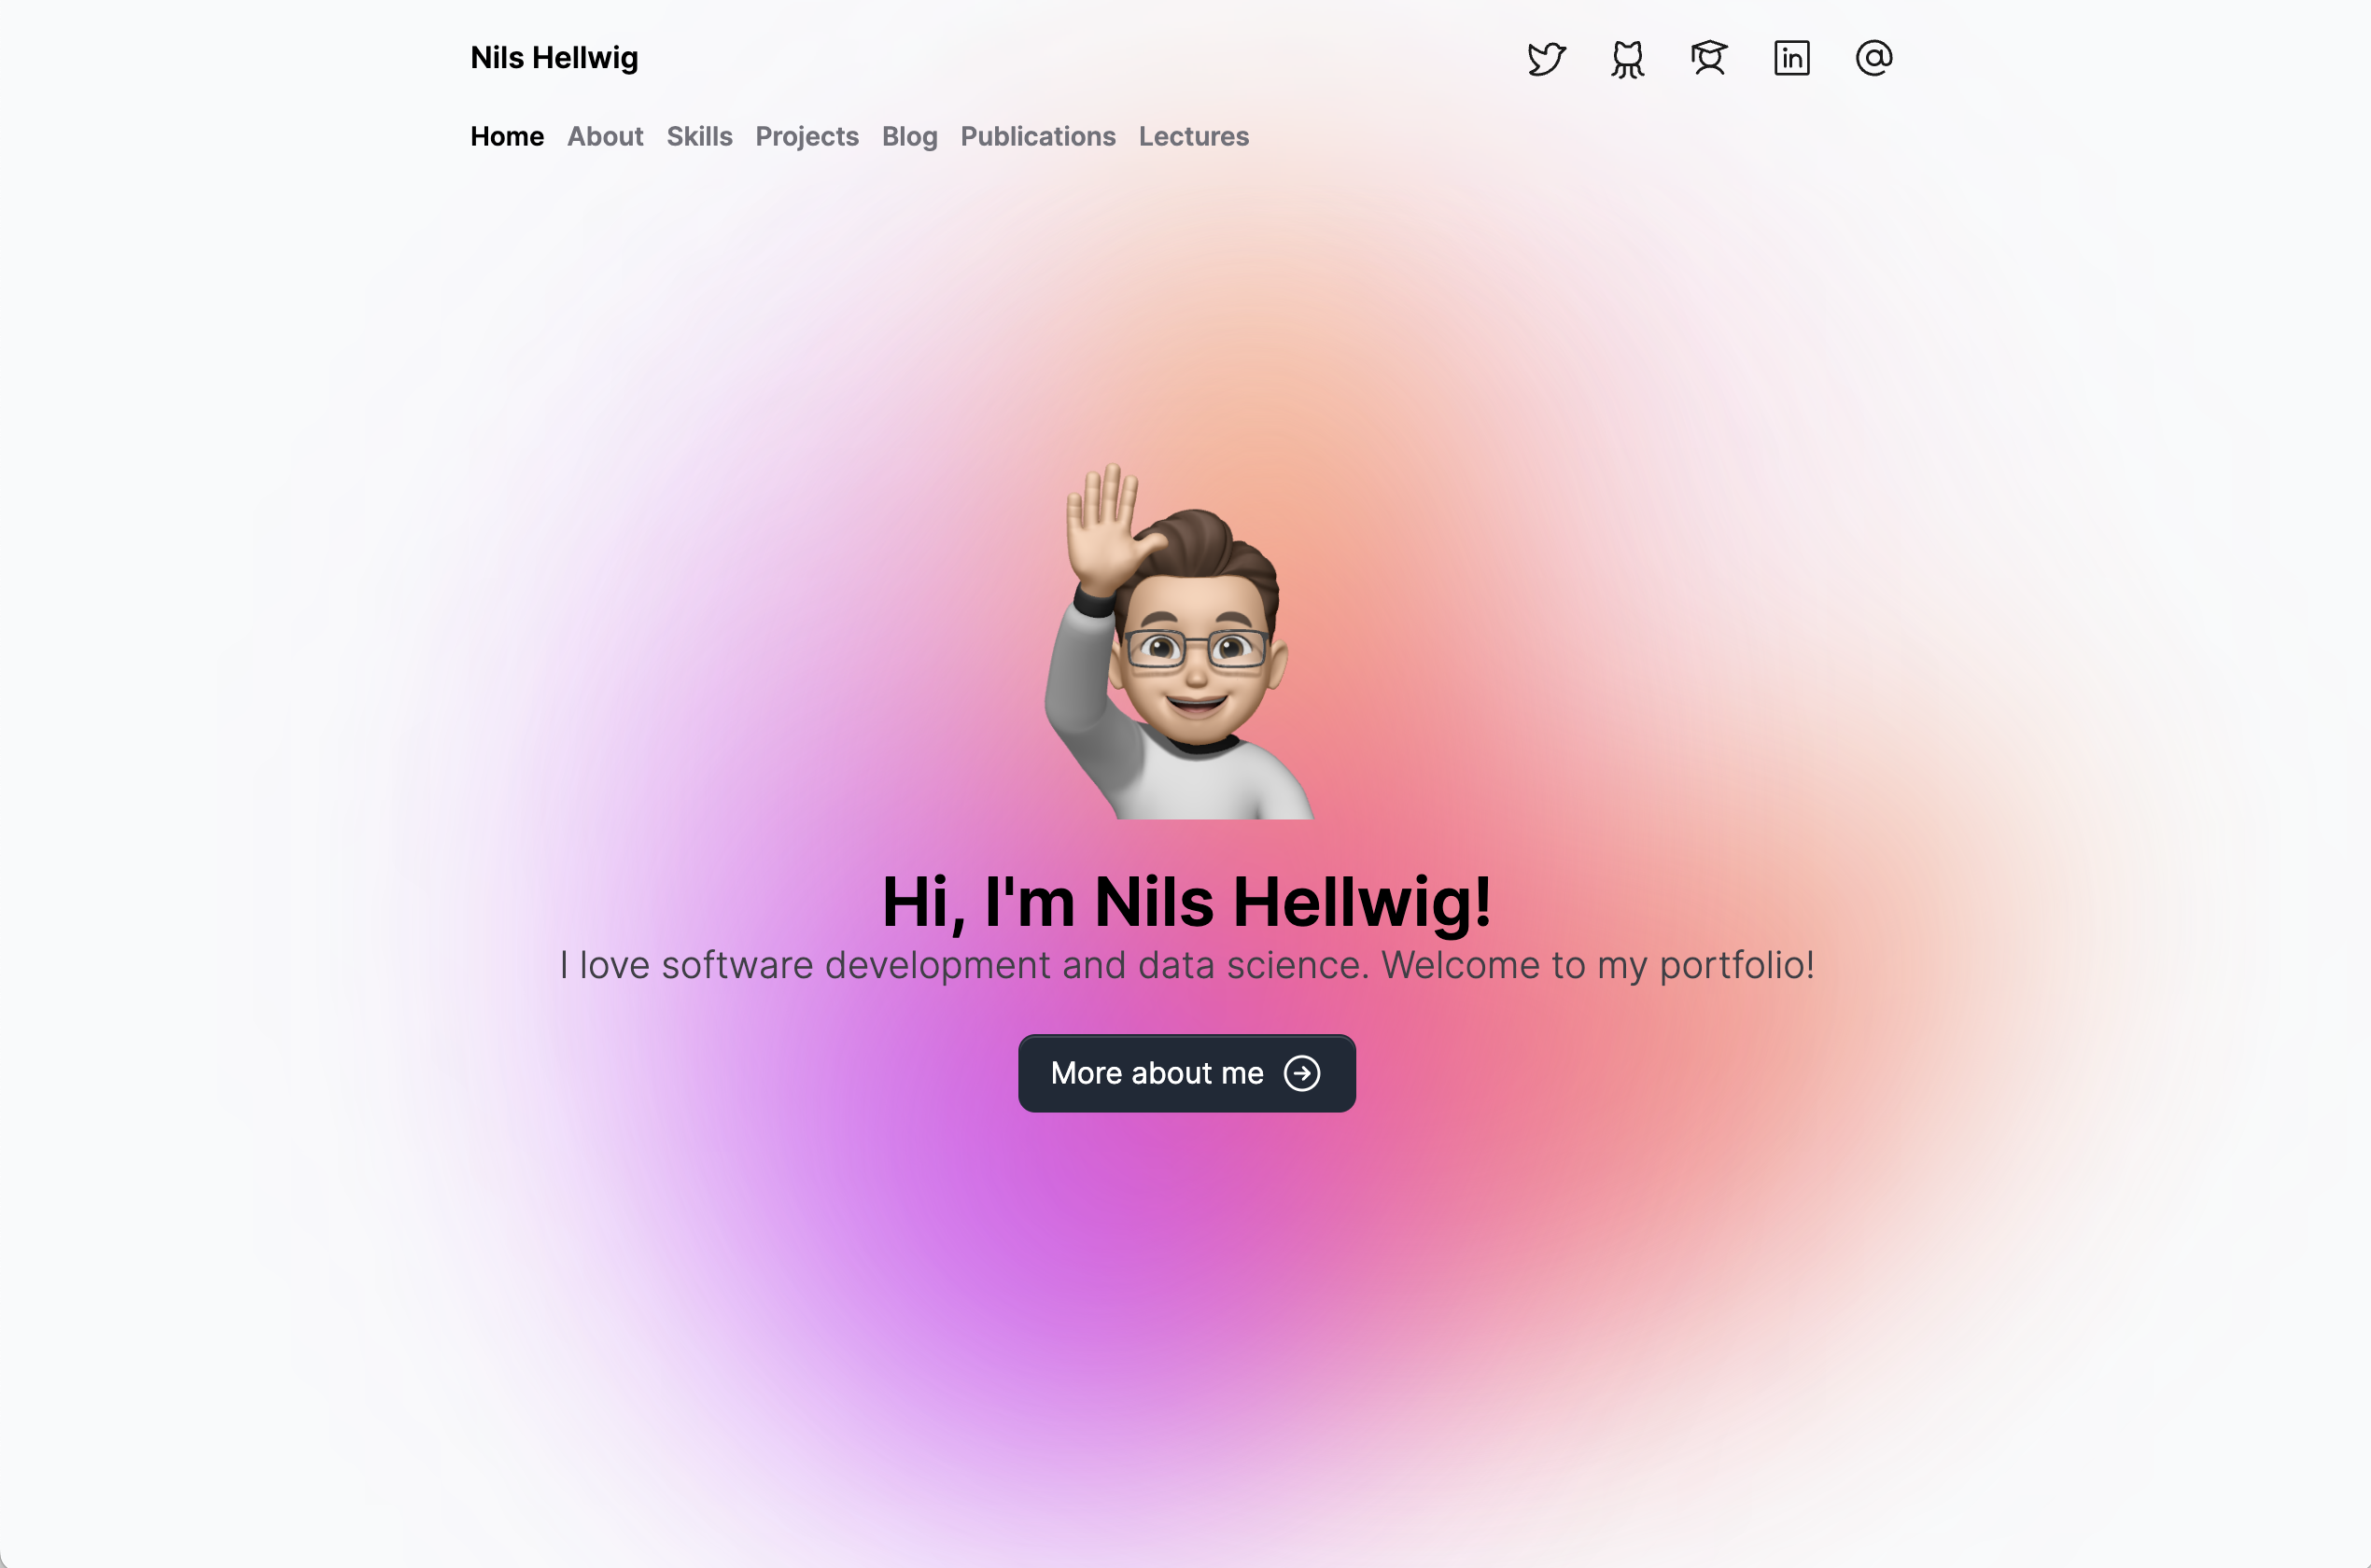 Nils Hellwig
Home About Skills Projects Blog Publications Lectures
Hi, I'm Nils Hellwig!
I love software development and data science. Welcome to my portfolio!
More about me